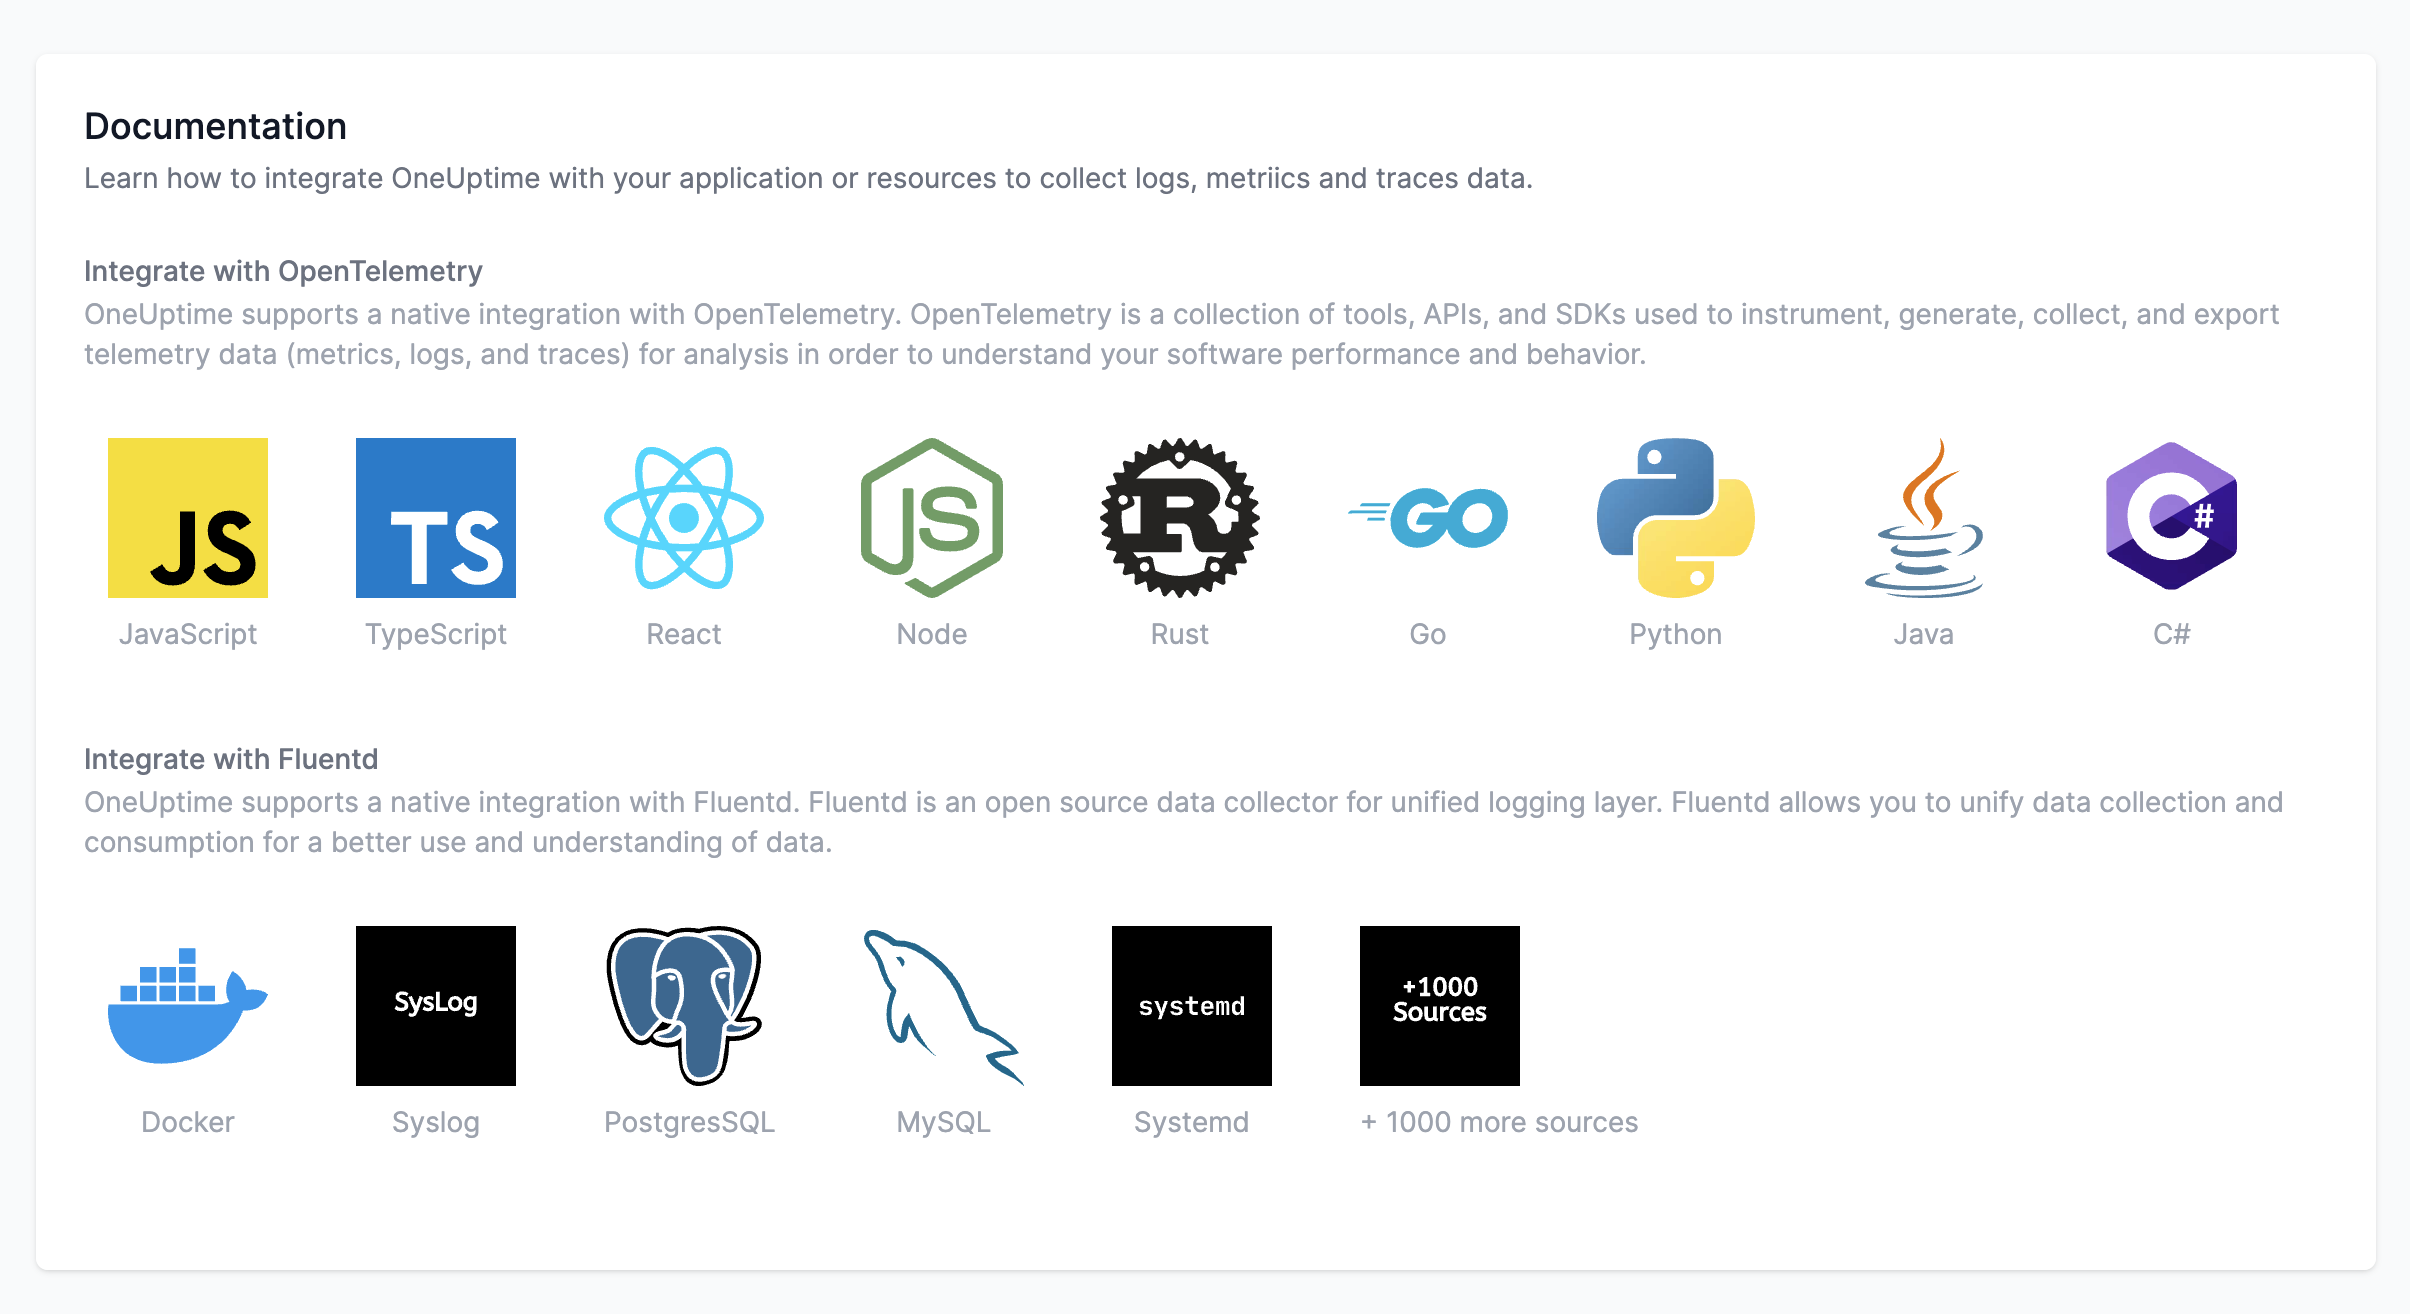 Documentation
Learn how to integrate OneUptime with your application or resources to collect logs, metriics and traces data.
Integrate with OpenTelemetry
OneUptime supports a native integration with OpenTelemetry. OpenTelemetry is a collection of tools, APIs, and SDKs used to instrument, generate, collect, and export
telemetry data (metrics, logs, and traces) for analysis in order to understand your software performance and behavior.
JS TS JS R GO C#
JavaScript TypeScript React Node Rust Go Python Java C#
Integrate with Fluentd
OneUptime supports a native integration with Fluentd. Fluentd is an open source data collector for unified logging layer. Fluentd allows you to unify data collection and
consumption for a better use and understanding of data.
SysLog systemd +1000
Sources
Docker Syslog PostgresSQL MySQL Systemd + 1000 more sources